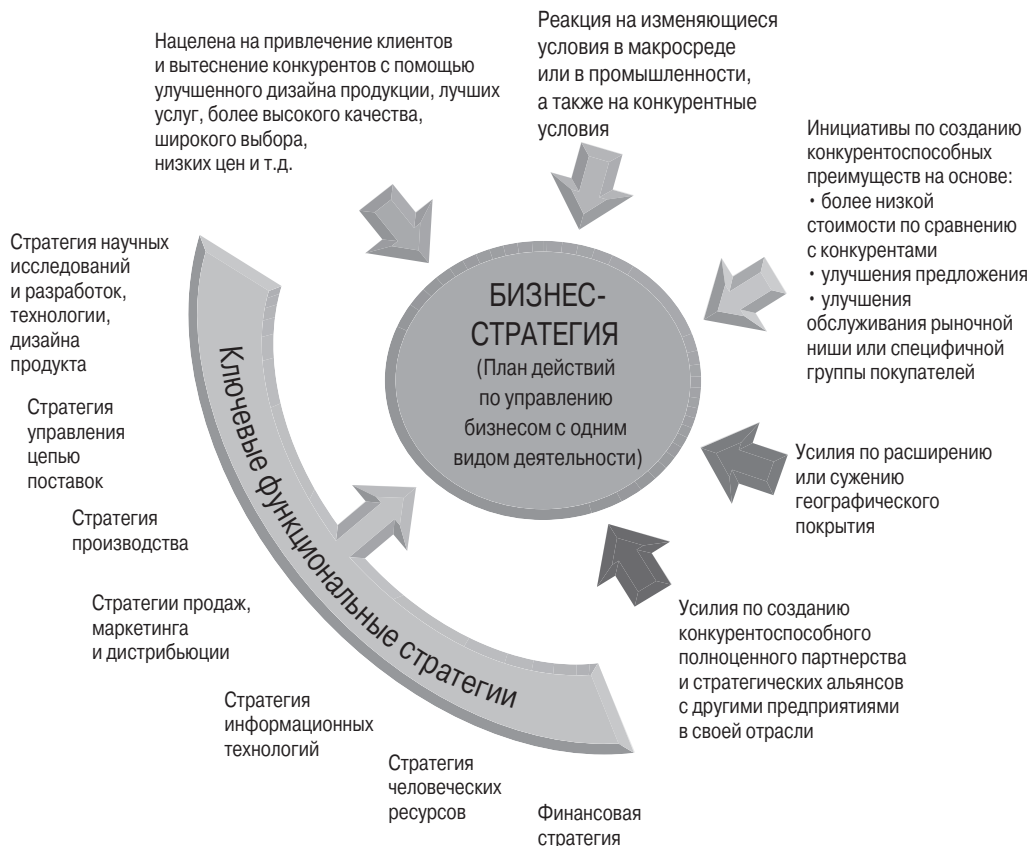 Нацелена на привлечение клиентов
и вытеснение конкурентов с помощью
улучшенного дизайна продукции, лучших
услуг, более высокого качества,
широкого выбора,
низких цен и т.д.
Реакция на изменяющиеся
условия в макросреде
или в промышленности,
а также на конкурентные
условия
Инициативы по созданию
конкурентоспособных
преимуществ на основе:
• более низкой
стоимости по сравнению
с конкурентами
• улучшения предложения
• улучшения
обслуживания рыночной
ниши или специфичной
группы покупателей
БИЗНЕС-
СТРАТЕГИЯ
(План действий
по управлению
бизнесом с одним
видом деятельности)
Усилия по расширению
или сужению
географического
покрытия
Усилия по созданию
конкурентоспособного
полноценного партнерства
и стратегических альянсов
с другими предприятиями
в своей отрасли
Ключевые функциональные стратегии
Стратегия научных
исследований
и разработок,
технологии,
дизайна
продукта
Стратегия
управления
цепью
поставок
Стратегия
производства
Стратегии продаж,
маркетинга
и дистрибьюции
Стратегия
информационных
технологий
Стратегия
человеческих
ресурсов
Финансовая
стратегия